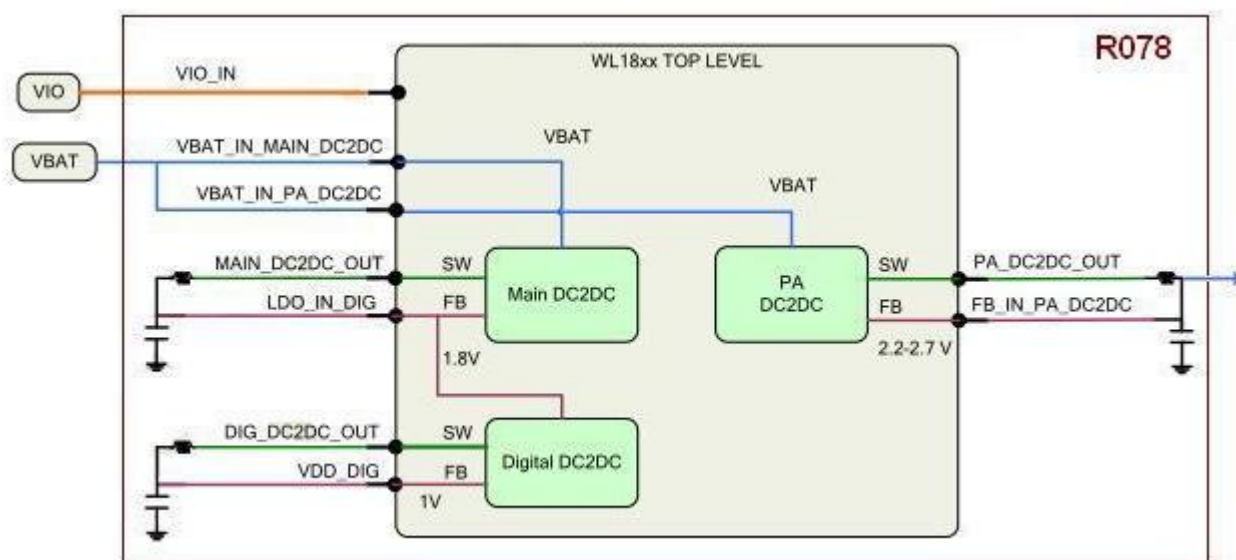 R078
WL18xx TOP LEVEL
VIO
VIO_IN
VBAT
VBAT_IN_MAIN_DC2DC
VBAT
VBAT_IN_PA_DC2DC
VBAT
MAIN_DC2DC_OUT
SW
Main DC2DC
LDO_IN_DIG
FB
1.8V
PA
DC2DC
SW
PA_DC2DC_OUT
FB
FB_IN_PA_DC2DC
2.2-2.7 V
DIG_DC2DC_OUT
SW
Digital DC2DC
VDD_DIG
FB
1V